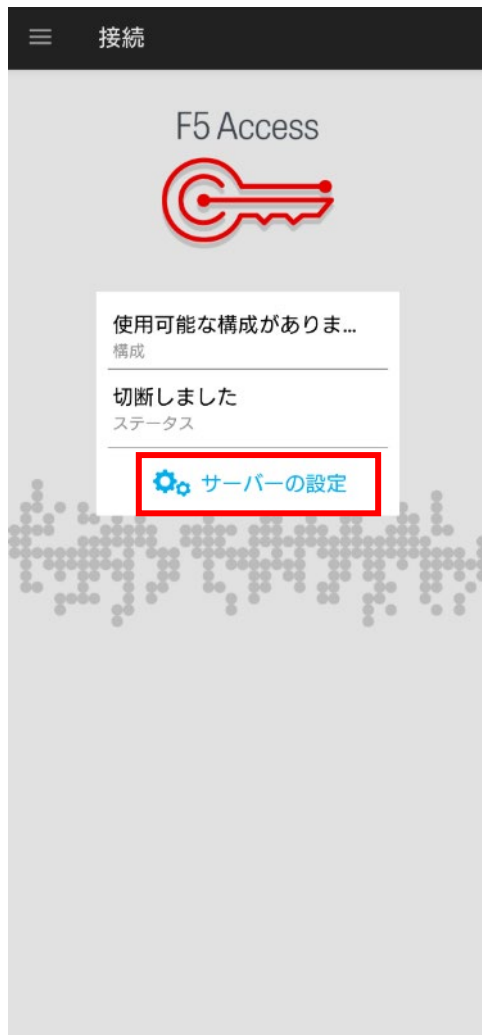 接続
F5 Access
使用可能な構成がありま...
構成
切断しました
ステータス
サーバーの設定